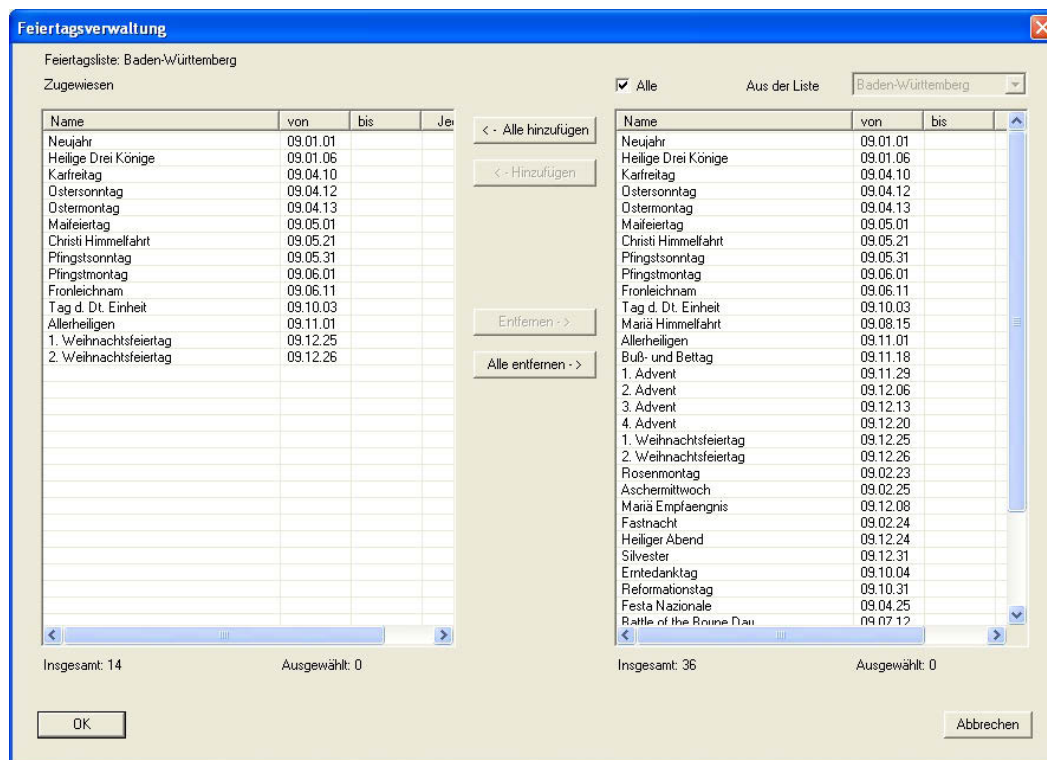 Feiertagsverwaltung
Feiertagsliste: Baden-Württemberg
Zugewiesen
Alle Aus der Liste Baden-Württemberg
Name von bis Jed
Neujahr 09.01.01
Heilige Drei Könige 09.01.06
Karfreitag 09.04.10
Ostersonntag 09.04.12
Ostermontag 09.04.13
Maifeiertag 09.05.01
Christi Himmelfahrt 09.05.21
Pfingstsonntag 09.05.31
Pfingstmontag 09.06.01
Fronleichnam 09.06.11
Tag d. Dt. Einheit 09.10.03
Allerheiligen 09.11.01
1. Weihnachtsfeiertag 09.12.25
2. Weihnachtsfeiertag 09.12.26
Insgesamt: 14 Ausgewählt: 0
< - Alle hinzufügen
< - Hinzufügen
Entfernen - >
Alle entfernen - >
Name von bis
Neujahr 09.01.01
Heilige Drei Könige 09.01.06
Karfreitag 09.04.10
Ostersonntag 09.04.12
Ostermontag 09.04.13
Maifeiertag 09.05.01
Christi Himmelfahrt 09.05.21
Pfingstsonntag 09.05.31
Pfingstmontag 09.06.01
Fronleichnam 09.06.11
Tag d. Dt. Einheit 09.10.03
Mariä Himmelfahrt 09.08.15
Allerheiligen 09.11.01
Buß- und Bettag 09.11.18
1. Advent 09.11.29
2. Advent 09.12.06
3. Advent 09.12.13
4. Advent 09.12.20
1. Weihnachtsfeiertag 09.12.25
2. Weihnachtsfeiertag 09.12.26
Rosenmontag 09.02.23
Aschermittwoch 09.02.25
Mariä Empfaengnis 09.12.08
Fastnacht 09.02.24
Heiliger Abend 09.12.24
Silvester 09.12.31
Erntedanktag 09.10.04
Reformationstag 09.10.31
Festa Nazionale 09.04.25
Battle of the Boyne Day 09.07.12
Insgesamt: 36 Ausgewählt: 0
OK
Abbrechen